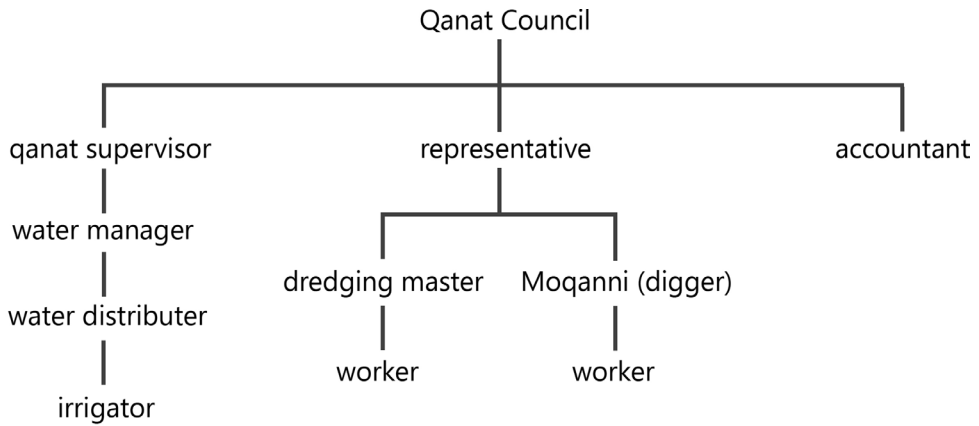 Qanat Council
qanat supervisor
representative
accountant
water manager
dredging master
Moqanni (digger)
water distributer
worker
worker
irrigator